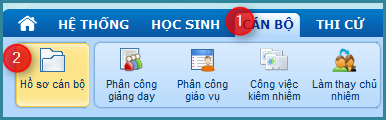 HỆ THỐNG HỌC SINH 1 CÁN BỘ THI CỬ
2
Hồ sơ cán bộ
Phân công giảng dạy
Phân công giáo vụ
Công việc kiêm nhiệm
Làm thay chủ nhiệm